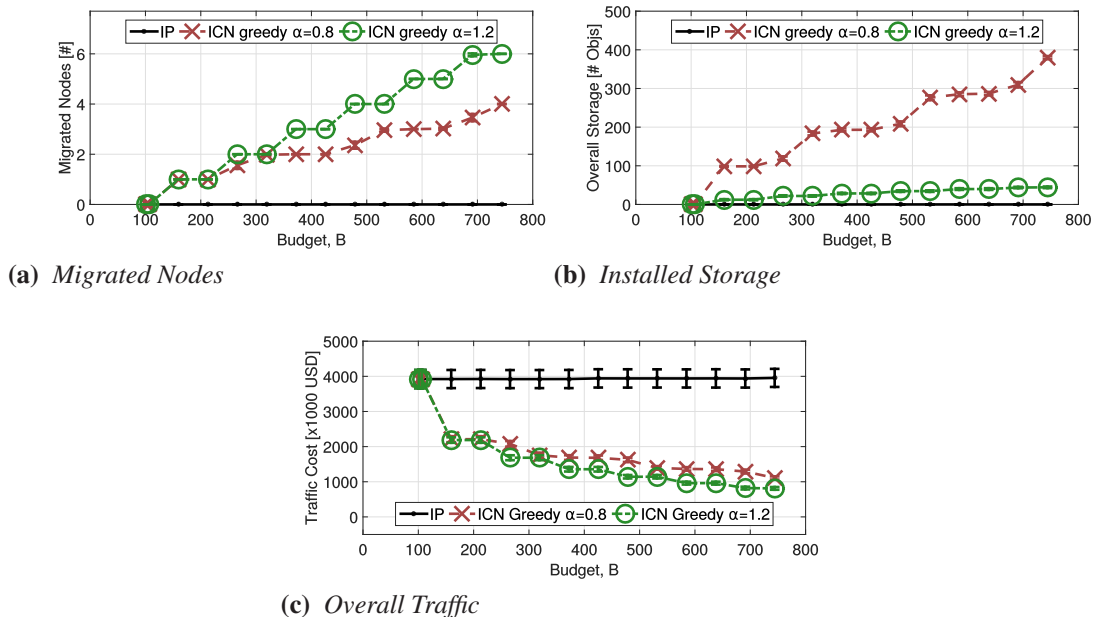 IP ICN greedy α=0.8 ICN greedy α=1.2
Migrated Nodes [#]
6
4
2
0
0 100 200 300 400 500 600 700 800
Budget, B
(a) Migrated Nodes
IP ICN greedy α=0.8 ICN greedy α=1.2
Overall Storage [# Objs]
500
400
300
200
100
0
0 100 200 300 400 500 600 700 800
Budget, B
(b) Installed Storage
Traffic Cost [x1000 USD]
5000
4000
3000
2000
1000
0
IP ICN Greedy α=0.8 ICN Greedy α=1.2
0 100 200 300 400 500 600 700 800
Budget, B
(c) Overall Traffic